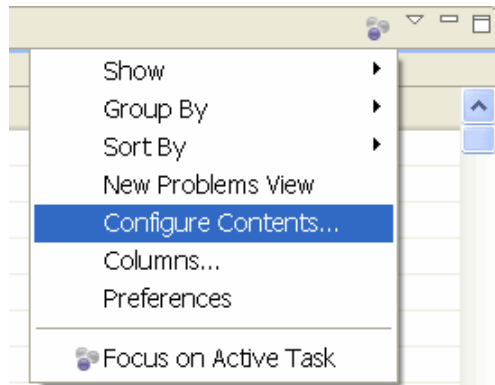 Show
Group By
Sort By
New Problems View
Configure Contents...
Columns...
Preferences
Focus on Active Task